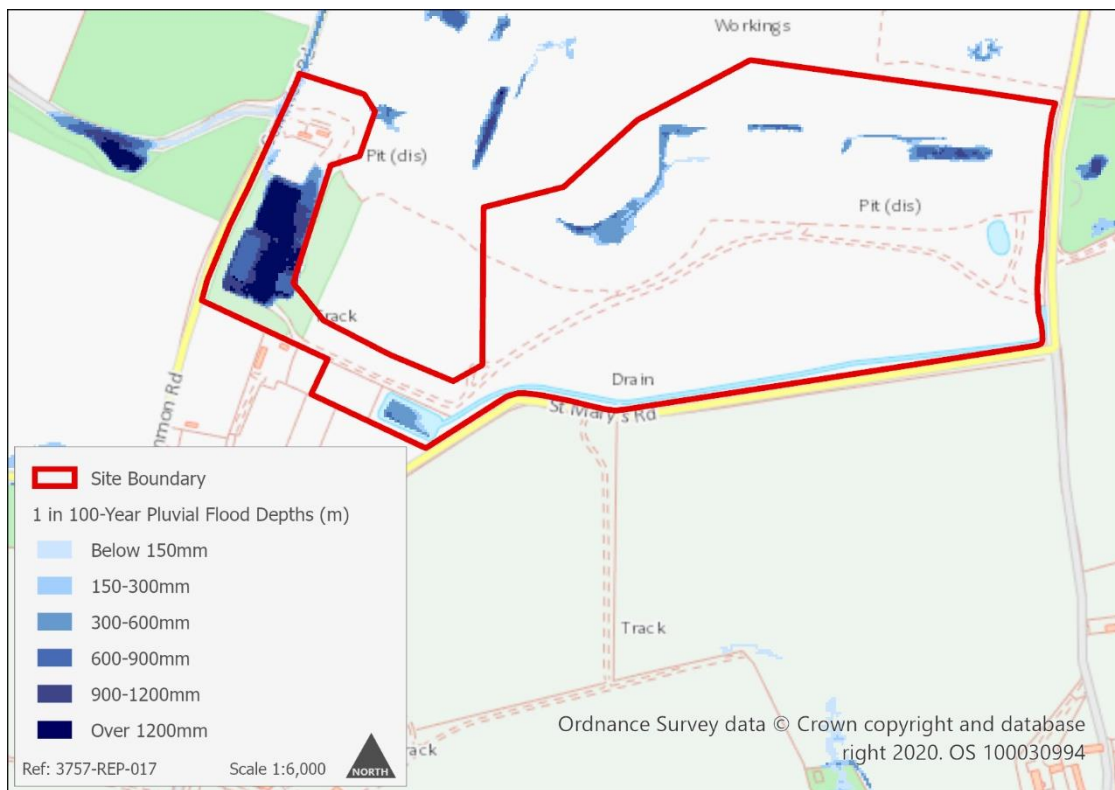 Workings
Pit (dis)
Pit (dis)
Track
Drain
St Mary's Rd
Track
Site Boundary
1 in 100-Year Pluvial Flood Depths (m)
Below 150mm
150-300mm
300-600mm
600-900mm
900-1200mm
Over 1200mm
Ref: 3757-REP-017
Scale 1:6,000
NORTH
Ordnance Survey data © Crown copyright and database
right 2020. OS 100030994